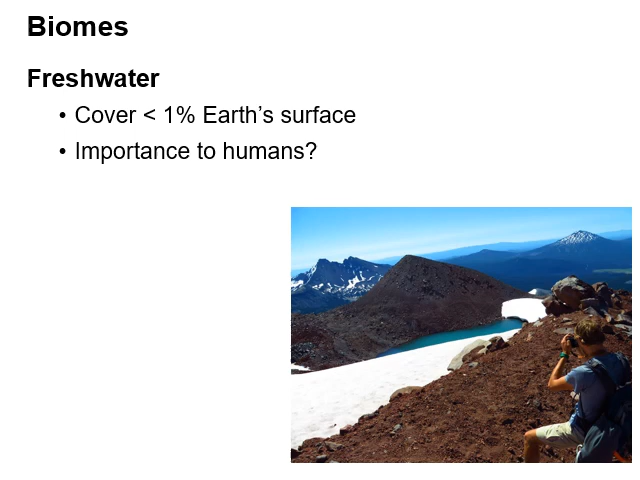 Biomes
Freshwater
• Cover < 1% Earth’s surface
• Importance to humans?